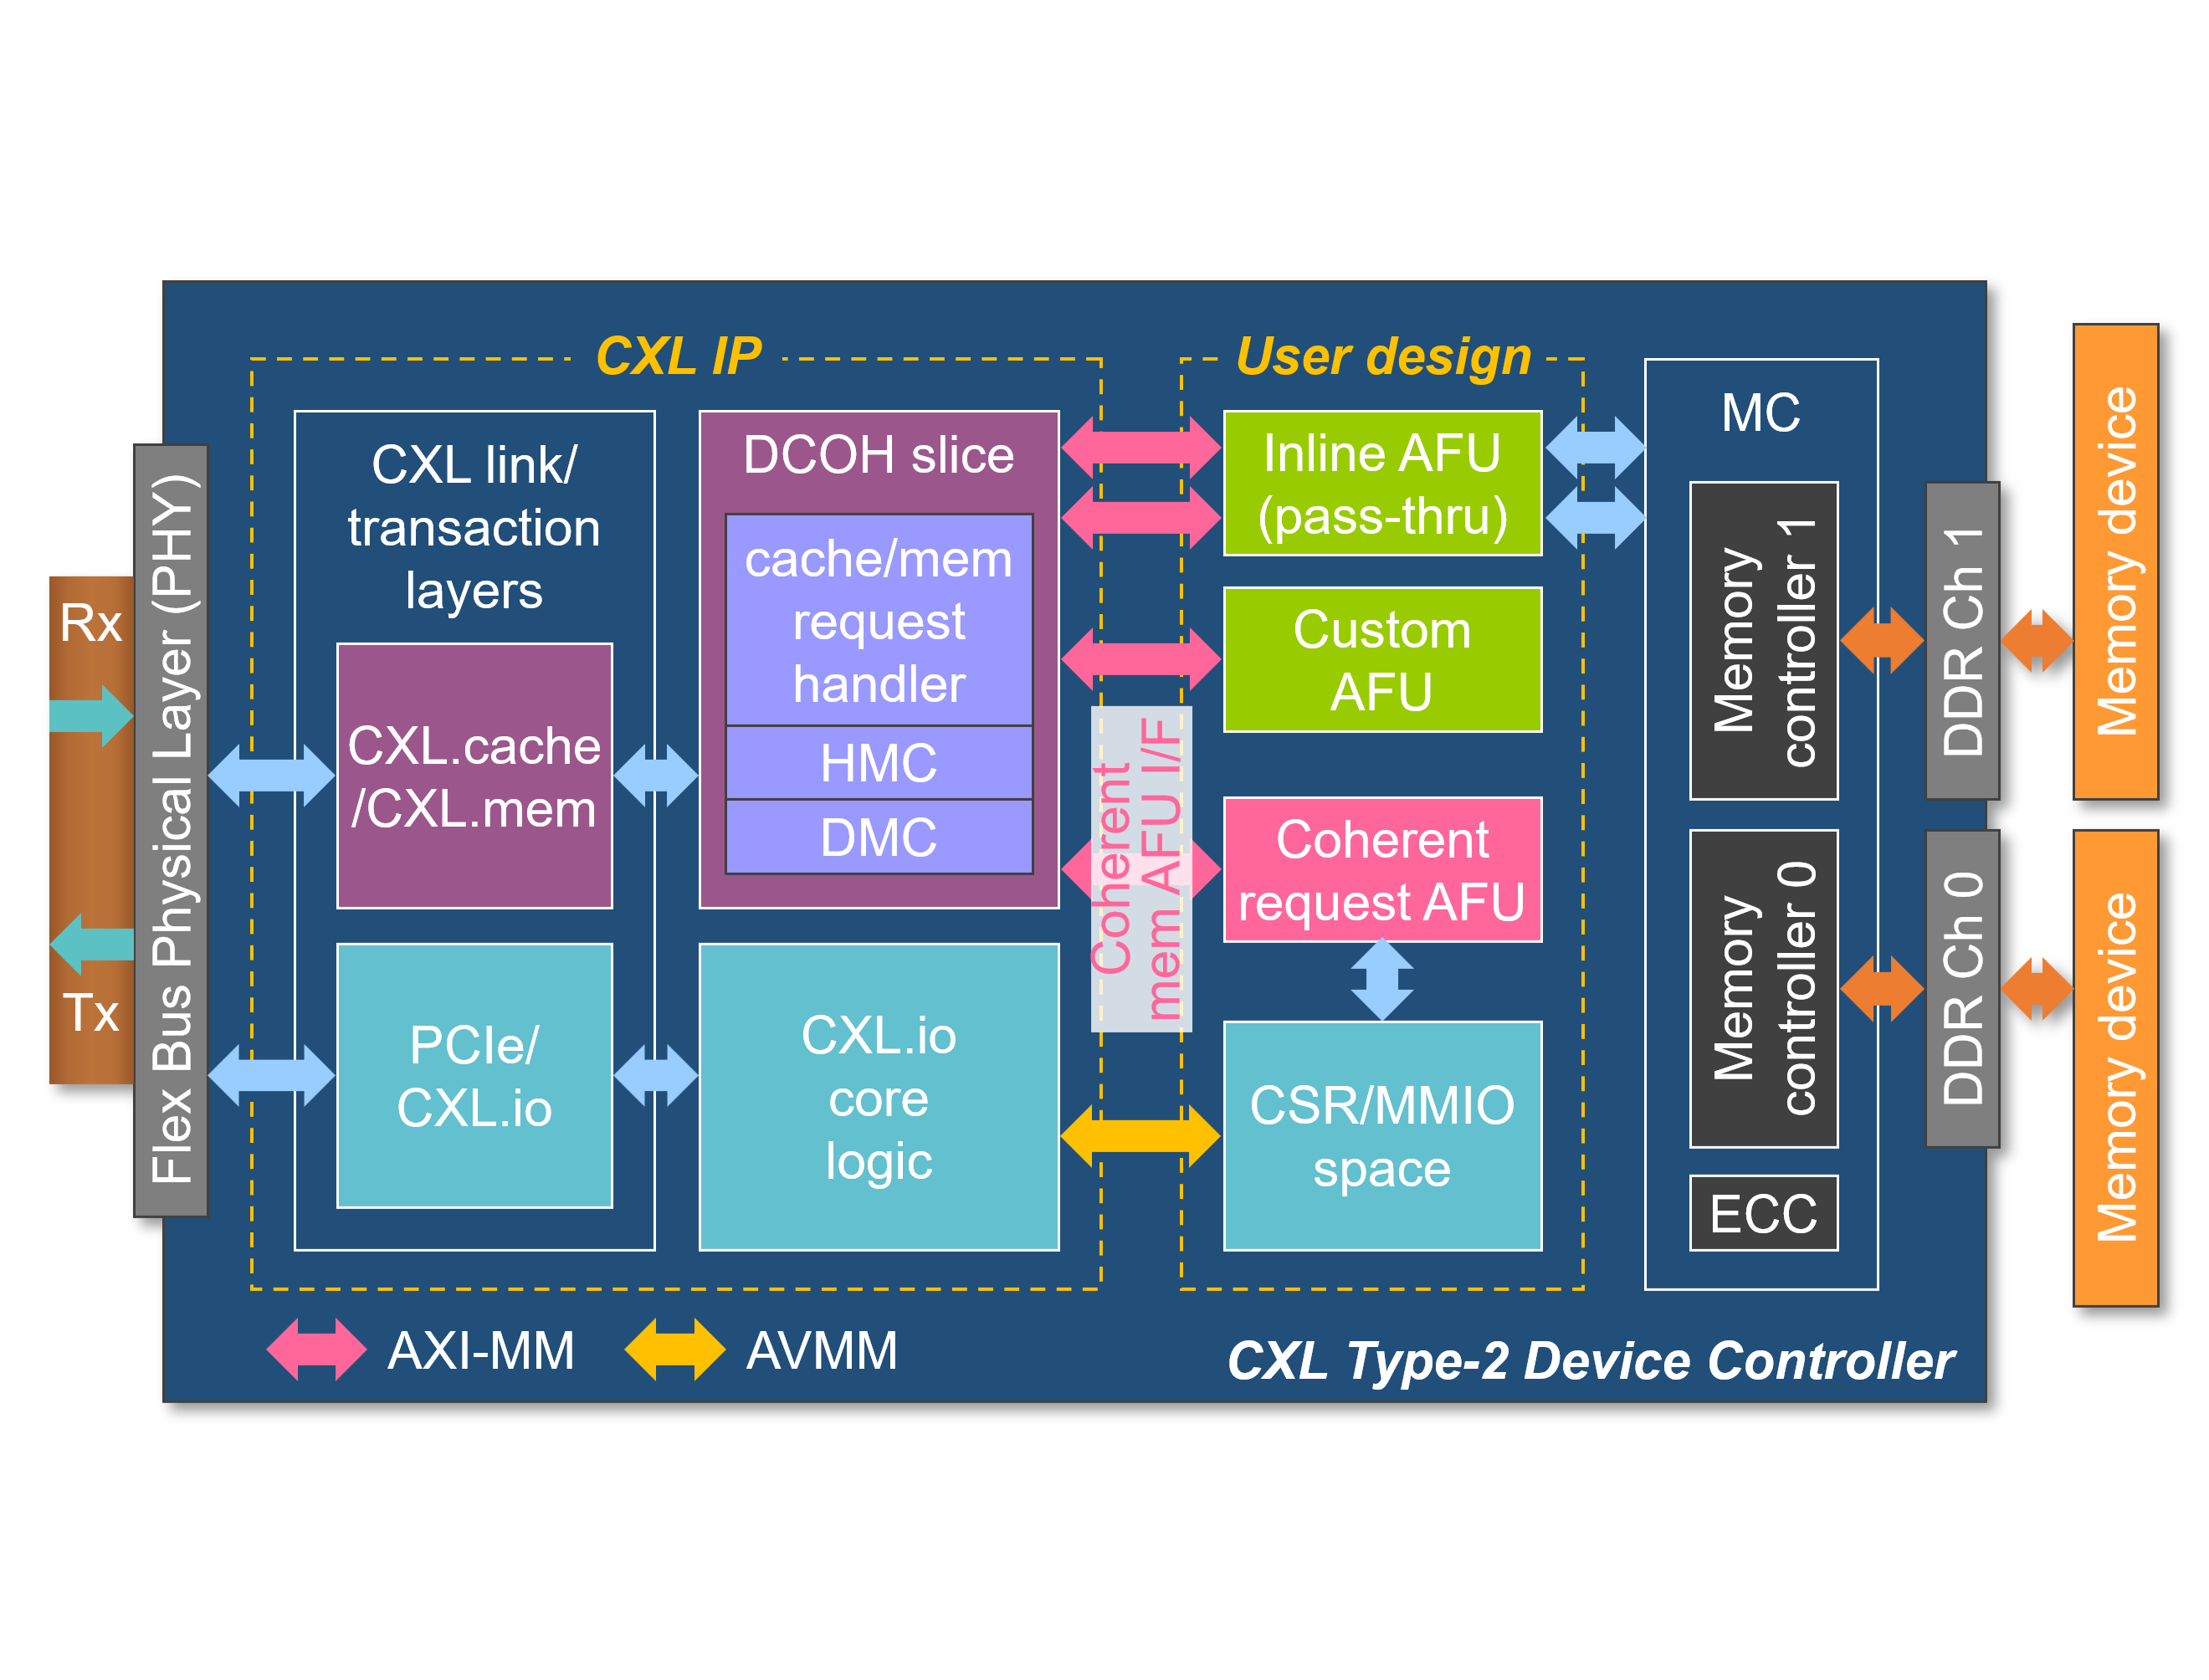 CXL IP
User design
Rx
Tx
Flex Bus Physical Layer (PHY)
CXL link/
transaction
layers
CXL.cache
/CXL.mem
PCIe/
CXL.io
DCOH slice
cache/mem
request
handler
HMC
DMC
CXL.io
core
logic
Coherent
mem AFU I/F
Inline AFU
(pass-thru)
Custom
AFU
Coherent
request AFU
CSR/MMIO
space
MC
Memory
controller 1
Memory
controller 0
ECC
DDR Ch 1
DDR Ch 0
Memory device
Memory device
AXI-MM
AVMM
CXL Type-2 Device Controller